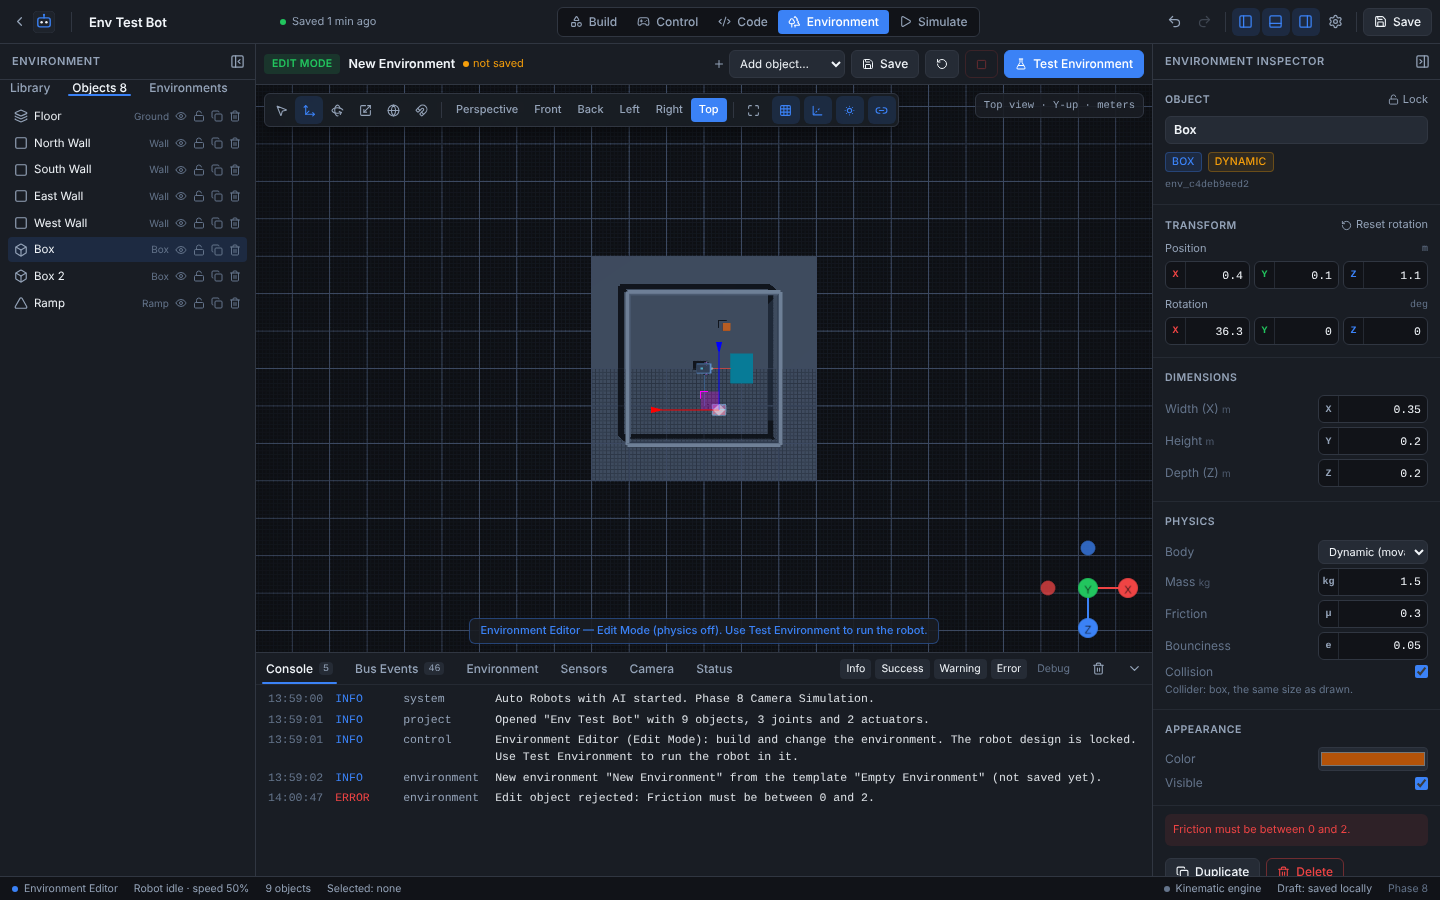 Env Test Bot
Saved 1 min ago
Build
Control
Code
Environment
Simulate
Save
ENVIRONMENT
Library
Objects 8
Environments
Floor Ground
North Wall Wall
South Wall Wall
East Wall Wall
West Wall Wall
Box Box
Box 2 Box
Ramp Ramp
EDIT MODE
New Environment
not saved
Add object...
Save
Test Environment
Perspective
Front
Back
Left
Right
Top
Top view · Y-up · meters
Y
X
Z
Environment Editor — Edit Mode (physics off). Use Test Environment to run the robot.
Console 5
Bus Events 46
Environment
Sensors
Camera
Status
Info
Success
Warning
Error
Debug
13:59:00 INFO system Auto Robots with AI started. Phase 8 Camera Simulation.
13:59:01 INFO project Opened "Env Test Bot" with 9 objects, 3 joints and 2 actuators.
13:59:01 INFO control Environment Editor (Edit Mode): build and change the environment. The robot design is locked.
Use Test Environment to run the robot in it.
13:59:02 INFO environment New environment "New Environment" from the template "Empty Environment" (not saved yet).
14:00:47 ERROR environment Edit object rejected: Friction must be between 0 and 2.
ENVIRONMENT INSPECTOR
OBJECT
Lock
Box
BOX
DYNAMIC
env_c4deb9eed2
TRANSFORM
Reset rotation
Position m
X 0.4 Y 0.1 Z 1.1
Rotation deg
X 36.3 Y 0 Z 0
DIMENSIONS
Width (X) m X 0.35
Height m Y 0.2
Depth (Z) m Z 0.2
PHYSICS
Body Dynamic (mova
Mass kg kg 1.5
Friction μ 0.3
Bounciness e 0.05
Collision
Collider: box, the same size as drawn.
APPEARANCE
Color
Visible
Friction must be between 0 and 2.
Duplicate
Delete
Environment Editor
Robot idle · speed 50%
9 objects
Selected: none
Kinematic engine
Draft: saved locally
Phase 8